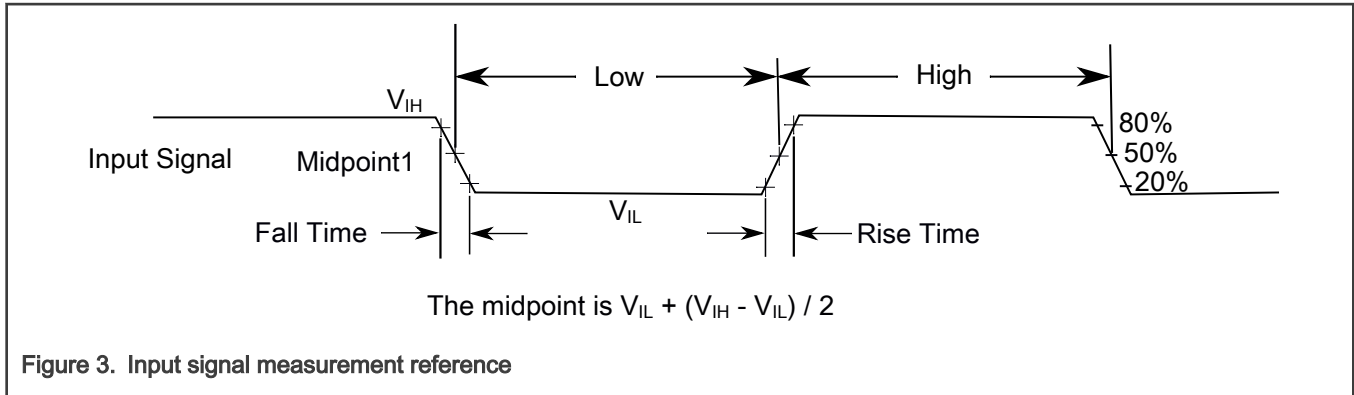 Low
High
V_IH
80%
Input Signal
Midpoint1
50%
20%
V_IL
Fall Time
Rise Time
The midpoint is V_IL + (V_IH - V_IL) / 2
Figure 3. Input signal measurement reference